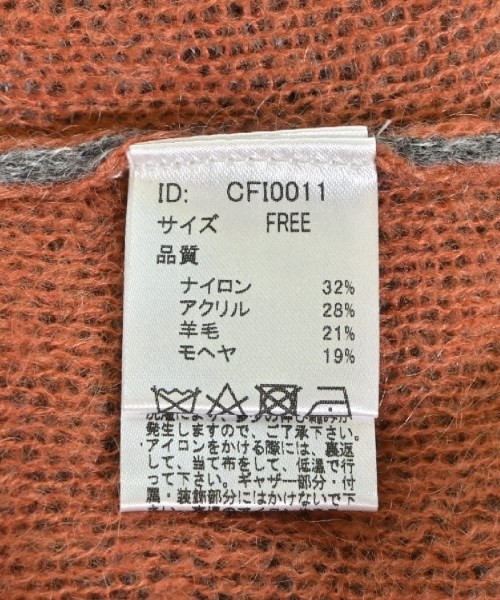 ID: CFI0011
サイズ FREE
品質
ナイロン 32%
アクリル 28%
羊毛 21%
モヘヤ 19%
発生しますので、ご了承下さい。
アイロンをかける際には、裏返
して、当て布をして、低温で行
って下さい。ギャザー部分・付
属・装飾部分にはかけないで下
さい。